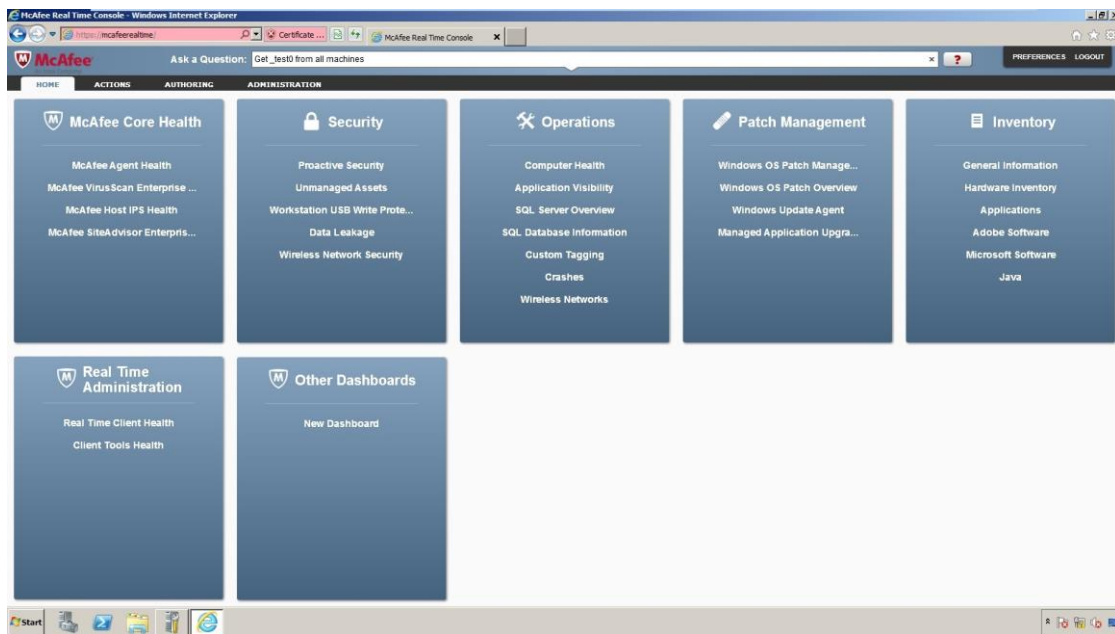 McAfee Real Time Console - Windows Internet Explorer
https://mcafeerealtime/
Certificate ...
McAfee Real Time Console
McAfee
Ask a Question:
Get _test0 from all machines
?
PREFERENCES LOGOUT
HOME ACTIONS AUTHORING ADMINISTRATION
McAfee Core Health
McAfee Agent Health
McAfee VirusScan Enterprise ...
McAfee Host IPS Health
McAfee SiteAdvisor Enterpris...
Security
Proactive Security
Unmanaged Assets
Workstation USB Write Prote...
Data Leakage
Wireless Network Security
Operations
Computer Health
Application Visibility
SQL Server Overview
SQL Database Information
Custom Tagging
Crashes
Wireless Networks
Patch Management
Windows OS Patch Manage...
Windows OS Patch Overview
Windows Update Agent
Managed Application Upgra...
Inventory
General Information
Hardware Inventory
Applications
Adobe Software
Microsoft Software
Java
Real Time
Administration
Real Time Client Health
Client Tools Health
Other Dashboards
New Dashboard
Start